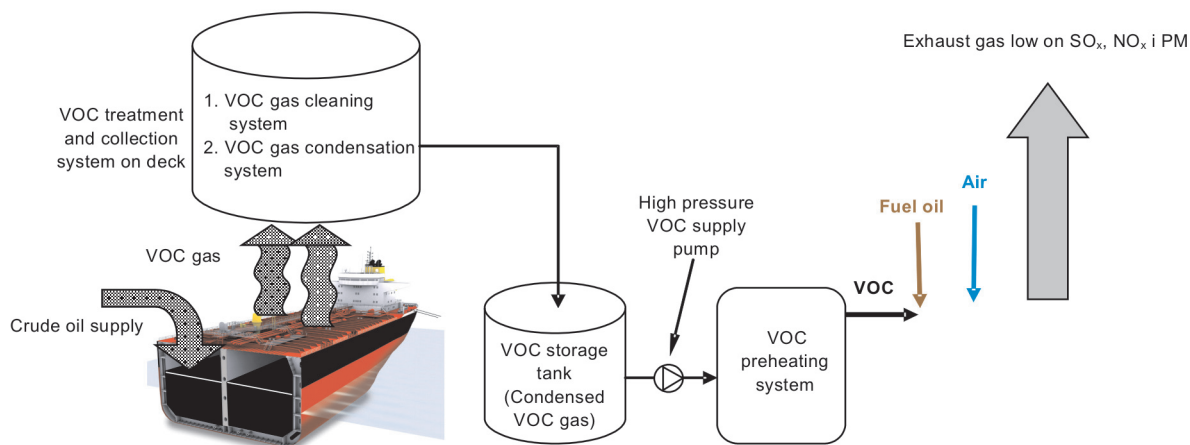 Exhaust gas low on SOₓ, NOₓ i PM
VOC treatment
and collection
system on deck
1. VOC gas cleaning
system
2. VOC gas condensation
system
VOC gas
Crude oil supply
High pressure
VOC supply
pump
VOC storage
tank
(Condensed
VOC gas)
VOC
preheating
system
VOC
Fuel oil
Air